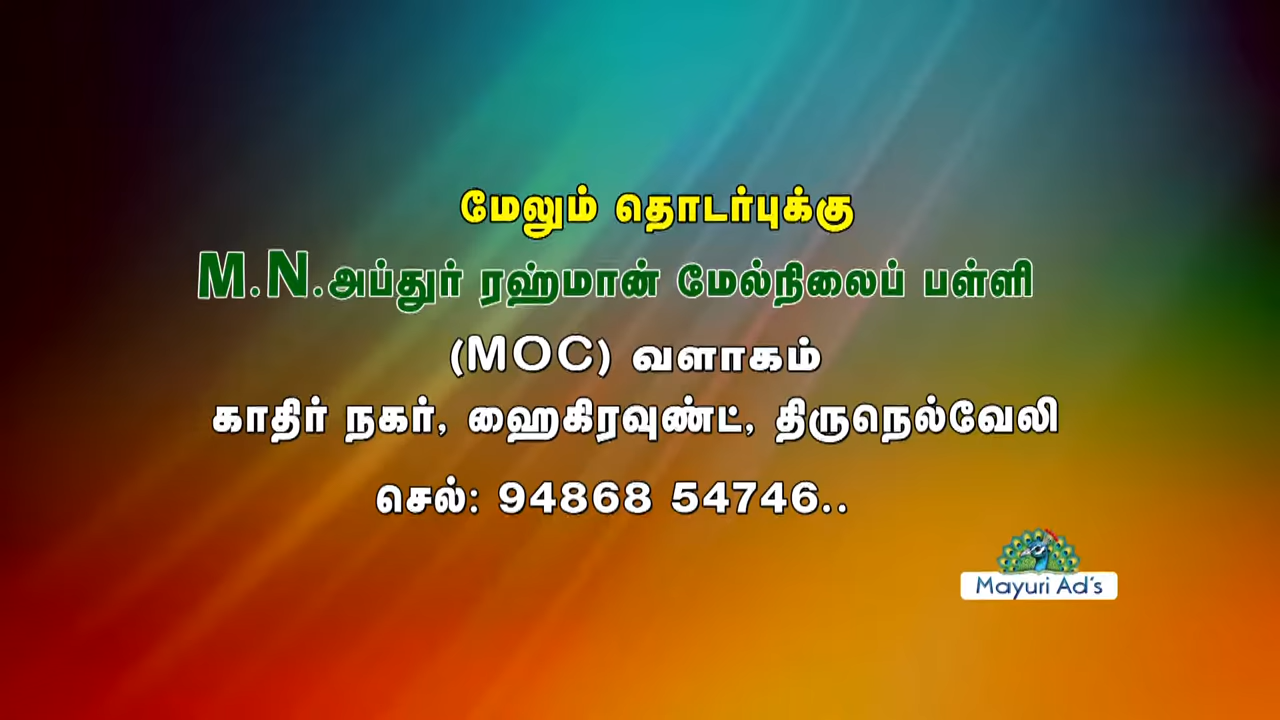 மேலும் தொடர்புக்கு
M.N.அப்துர் ரஹ்மான் மேல்நிலைப் பள்ளி
(MOC) வளாகம்
காதிர் நகர், ஹைகிரவுண்ட், திருநெல்வேலி
செல்: 94868 54746..
Mayuri Ad's